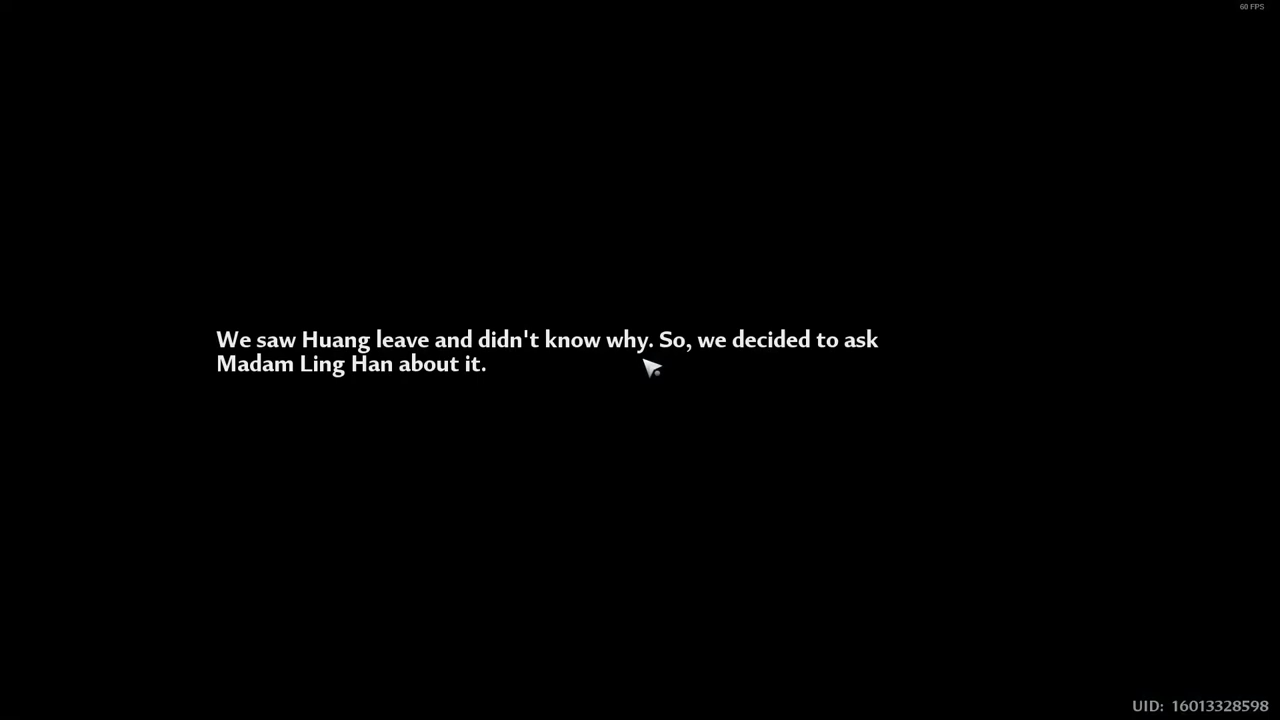 60 FPS
We saw Huang leave and didn't know why. So, we decided to ask
Madam Ling Han about it.
UID: 16013328598